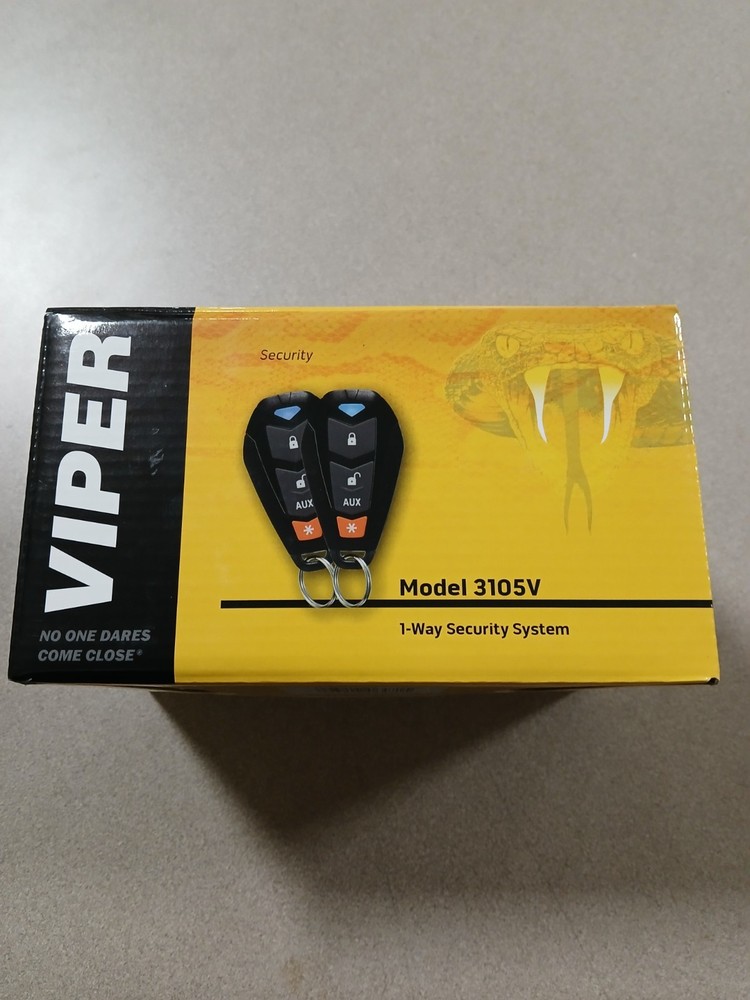 VIPER
NO ONE DARES
COME CLOSE®
Security
AUX
AUX
Model 3105V
1-Way Security System